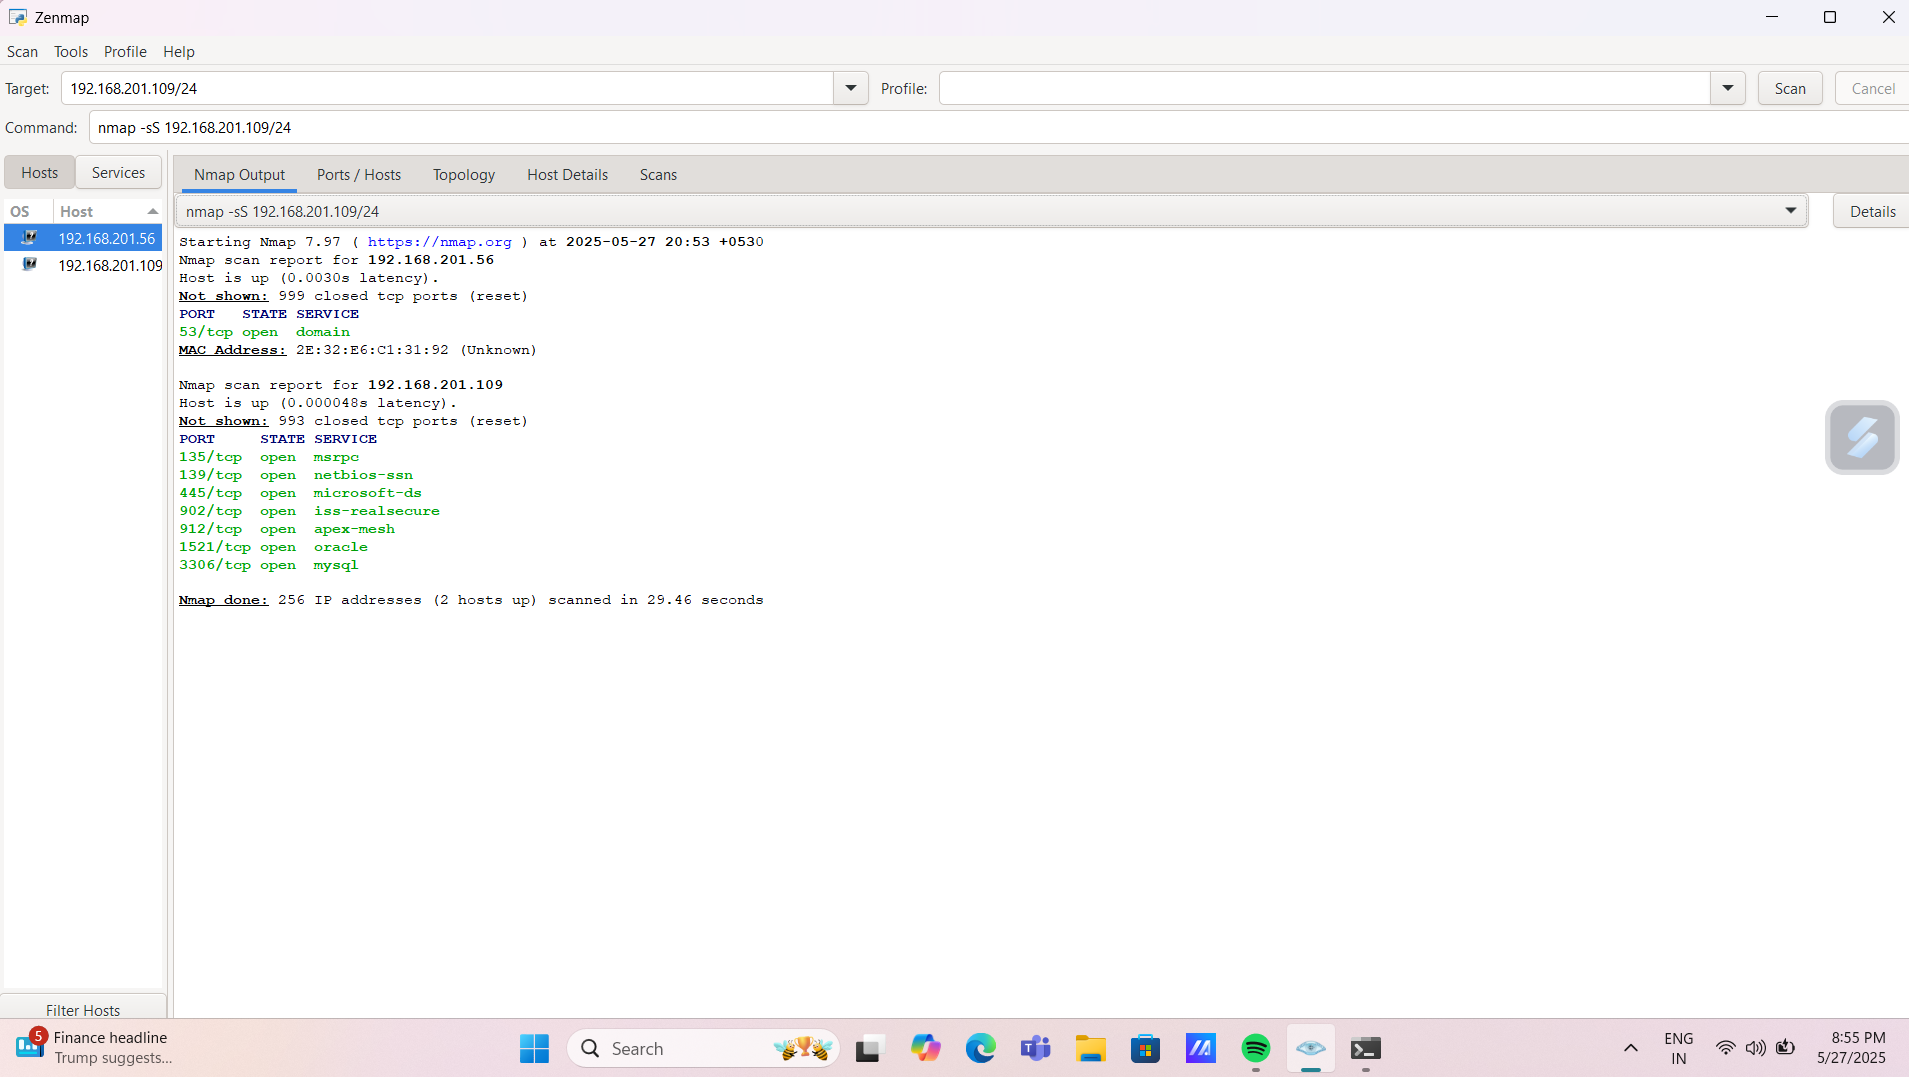 Zenmap
Scan Tools Profile Help
Target: 192.168.201.109/24 Profile: Scan Cancel
Command: nmap -sS 192.168.201.109/24
Hosts Services
Nmap Output Ports / Hosts Topology Host Details Scans
OS Host
192.168.201.56
192.168.201.109
nmap -sS 192.168.201.109/24 Details
Starting Nmap 7.97 ( https://nmap.org ) at 2025-05-27 20:53 +0530
Nmap scan report for 192.168.201.56
Host is up (0.0030s latency).
Not shown: 999 closed tcp ports (reset)
PORT   STATE SERVICE
53/tcp open  domain
MAC Address: 2E:32:E6:C1:31:92 (Unknown)
Nmap scan report for 192.168.201.109
Host is up (0.000048s latency).
Not shown: 993 closed tcp ports (reset)
PORT     STATE SERVICE
135/tcp  open  msrpc
139/tcp  open  netbios-ssn
445/tcp  open  microsoft-ds
902/tcp  open  iss-realsecure
912/tcp  open  apex-mesh
1521/tcp open  oracle
3306/tcp open  mysql
Nmap done: 256 IP addresses (2 hosts up) scanned in 29.46 seconds
Filter Hosts
5
Finance headline
Trump suggests...
Search
ENG
IN
8:55 PM
5/27/2025